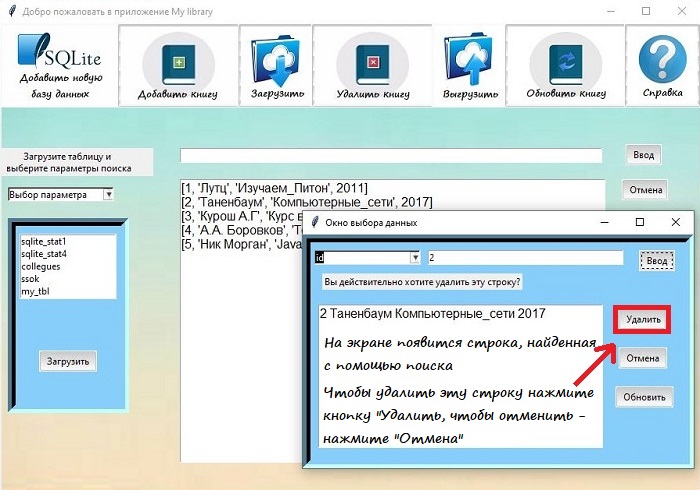 Добро пожаловать в приложение My library
SQLite
Добавить новую
базу данных
Добавить книгу
Загрузить
Удалить книгу
Выгрузить
Обновить книгу
Справка
Загрузите таблицу и
выберите параметры поиска
Ввод
Выбор параметра
Отмена
[1, 'Лутц', 'Изучаем_Питон', 2011]
[2, 'Таненбаум', 'Компьютерные_сети', 2017]
[3, 'Курош А.Г', 'Курс в
[4, 'А.А. Боровков', 'Те
[5, 'Ник Морган', 'Java
sqlite_stat1
sqlite_stat4
collegues
ssok
my_tbl
Загрузить
Окно выбора данных
id
2
Ввод
Вы действительно хотите удалить эту строку?
2 Таненбаум Компьютерные_сети 2017
Удалить
На экране появится строка, найденная
с помощью поиска
Отмена
Чтобы удалить эту строку нажмите
кнопку "Удалить, чтобы отменить -
нажмите "Отмена"
Обновить